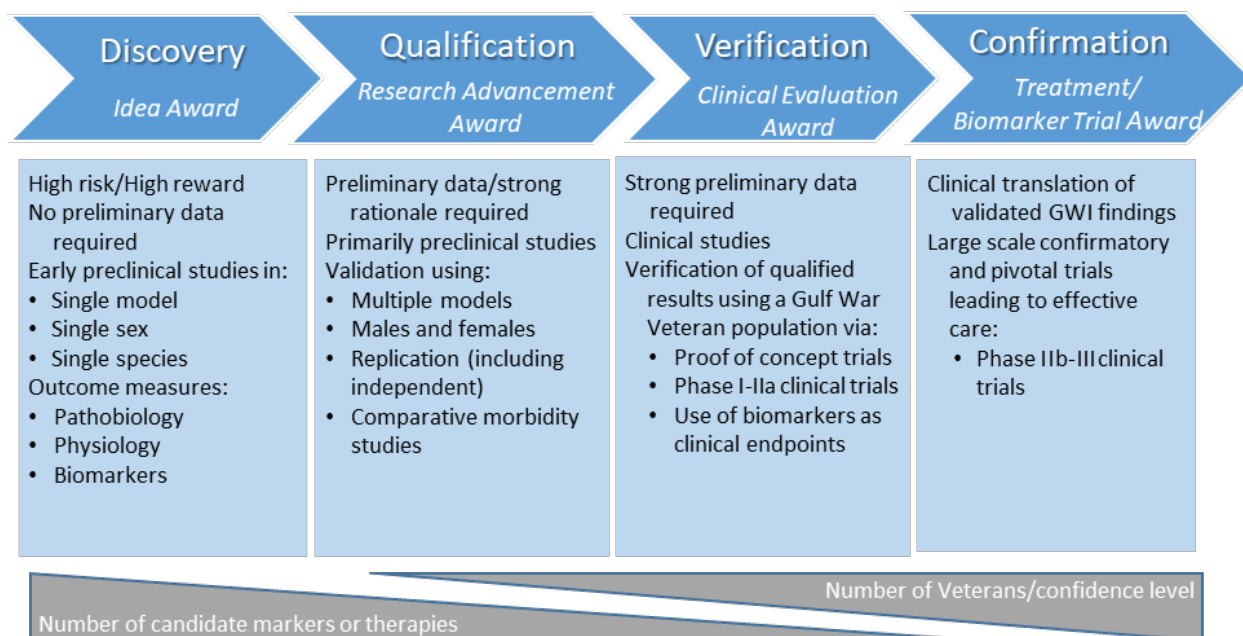 Discovery
Idea Award
Qualification
Research Advancement
Award
Verification
Clinical Evaluation
Award
Confirmation
Treatment/
Biomarker Trial Award
High risk/High reward
No preliminary data
required
Early preclinical studies in:
• Single model
• Single sex
• Single species
Outcome measures:
• Pathobiology
• Physiology
• Biomarkers
Preliminary data/strong
rationale required
Primarily preclinical studies
Validation using:
• Multiple models
• Males and females
• Replication (including
independent)
• Comparative morbidity
studies
Strong preliminary data
required
Clinical studies
Verification of qualified
results using a Gulf War
Veteran population via:
• Proof of concept trials
• Phase I-IIa clinical trials
• Use of biomarkers as
clinical endpoints
Clinical translation of
validated GWI findings
Large scale confirmatory
and pivotal trials
leading to effective
care:
• Phase IIb-III clinical
trials
Number of Veterans/confidence level
Number of candidate markers or therapies